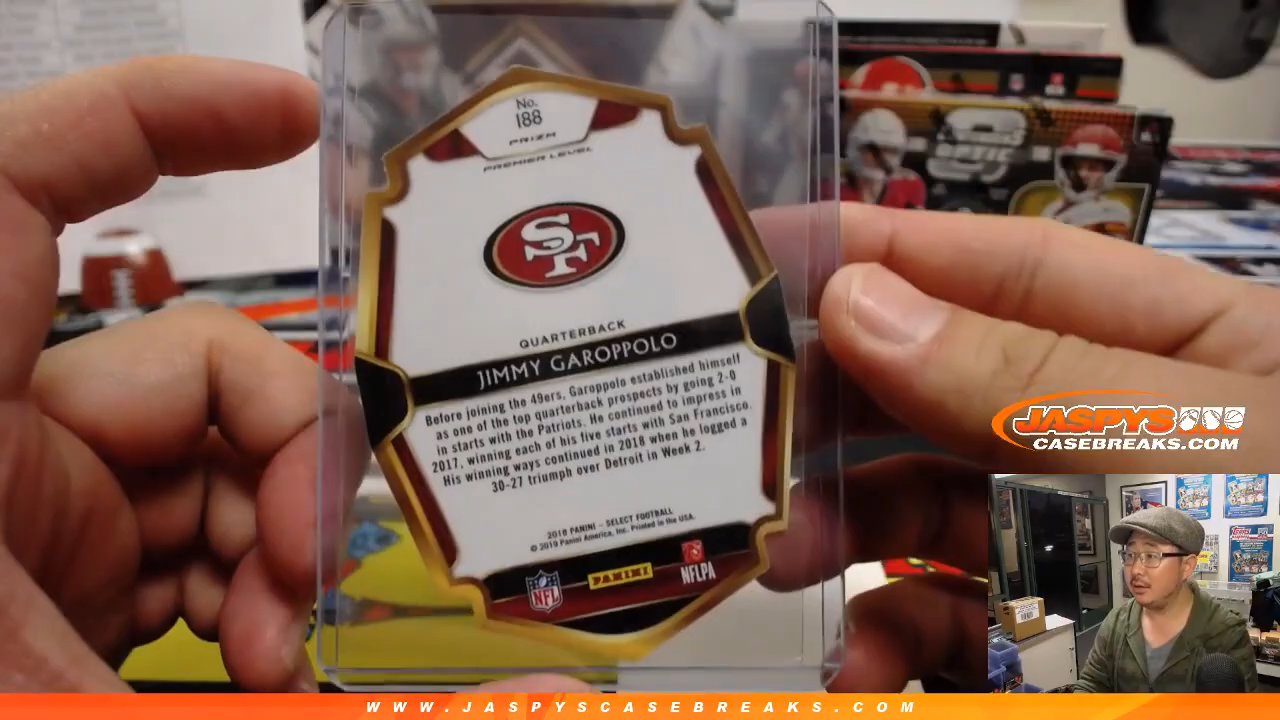 No.
188
PRIZM
PREMIER LEVEL
SF
QUARTERBACK
JIMMY GAROPPOLO
Before joining the 49ers, Garoppolo established himself
as one of the top quarterback prospects by going 2-0
in starts with the Patriots. He continued to impress in
2017, winning each of his five starts with San Francisco.
His winning ways continued in 2018 when he logged a
30-27 triumph over Detroit in Week 2.
2018 PANINI - SELECT FOOTBALL
© 2019 Panini America, Inc. Printed in the USA.
NFL
PANINI
NFLPA
OPTIC
JASPYS
CASEBREAKS.COM
Topps
WWW.JASPYSCASEBREAKS.COM